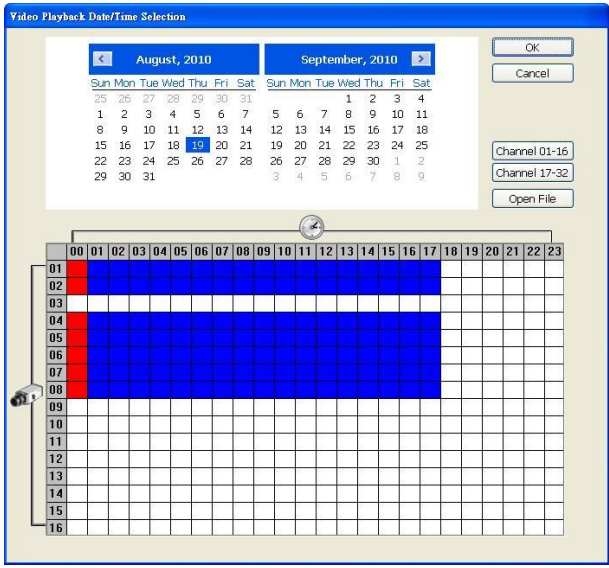 Video Playback Date/Time Selection
August, 2010
Sun Mon Tue Wed Thu Fri Sat
25 26 27 28 29 30 31
1 2 3 4 5 6 7
8 9 10 11 12 13 14
15 16 17 18 19 20 21
22 23 24 25 26 27 28
29 30 31
September, 2010
Sun Mon Tue Wed Thu Fri Sat
1 2 3 4
5 6 7 8 9 10 11
12 13 14 15 16 17 18
19 20 21 22 23 24 25
26 27 28 29 30 1 2
3 4 5 6 7 8 9
OK
Cancel
Channel 01-16
Channel 17-32
Open File
00 01 02 03 04 05 06 07 08 09 10 11 12 13 14 15 16 17 18 19 20 21 22 23
01
02
03
04
05
06
07
08
09
10
11
12
13
14
15
16